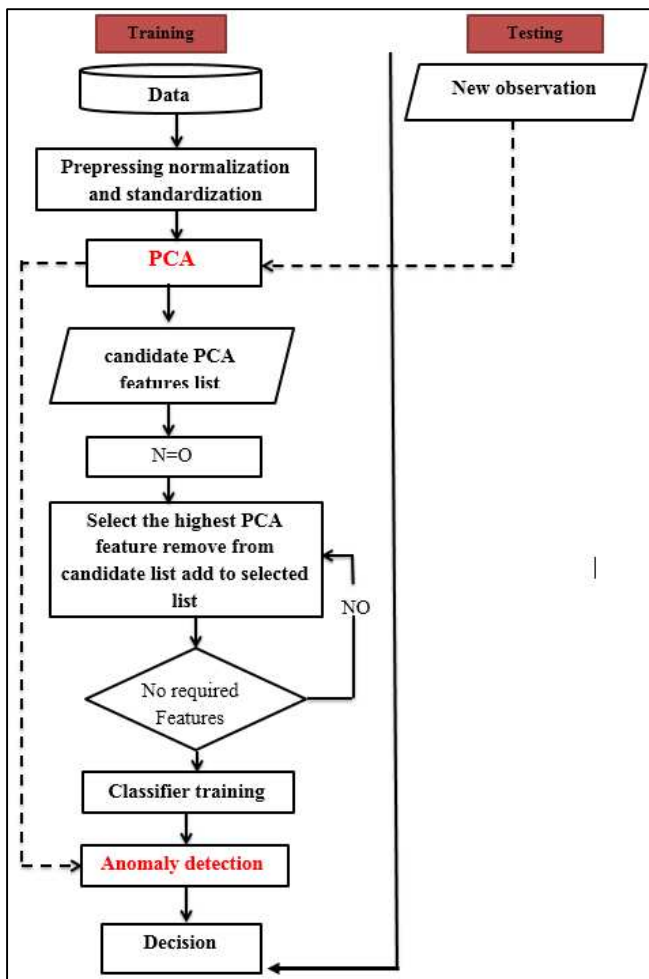 Training
Testing
Data
New observation
Prepressing normalization
and standardization
PCA
candidate PCA
features list
N=O
Select the highest PCA
feature remove from
candidate list add to selected
list
NO
No required
Features
Classifier training
Anomaly detection
Decision